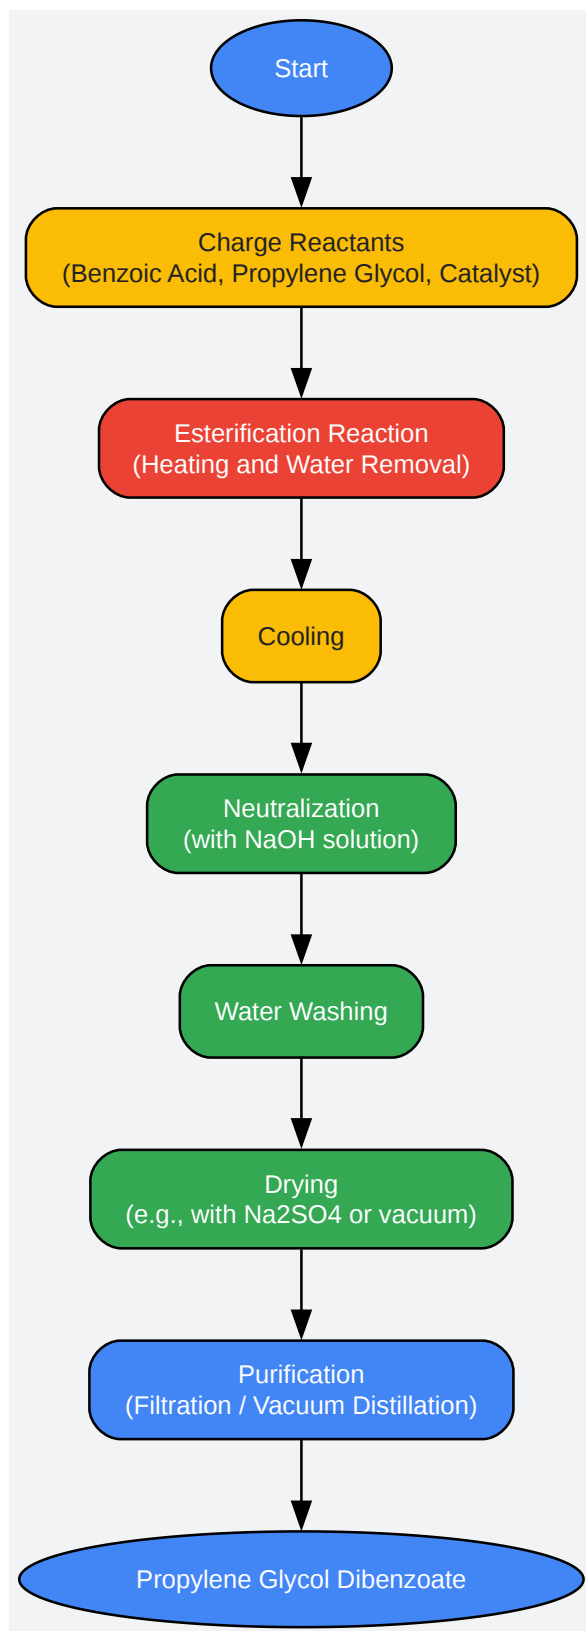 Start
Charge Reactants
(Benzoic Acid, Propylene Glycol, Catalyst)
Esterification Reaction
(Heating and Water Removal)
Cooling
Neutralization
(with NaOH solution)
Water Washing
Drying
(e.g., with Na2SO4 or vacuum)
Purification
(Filtration / Vacuum Distillation)
Propylene Glycol Dibenzoate